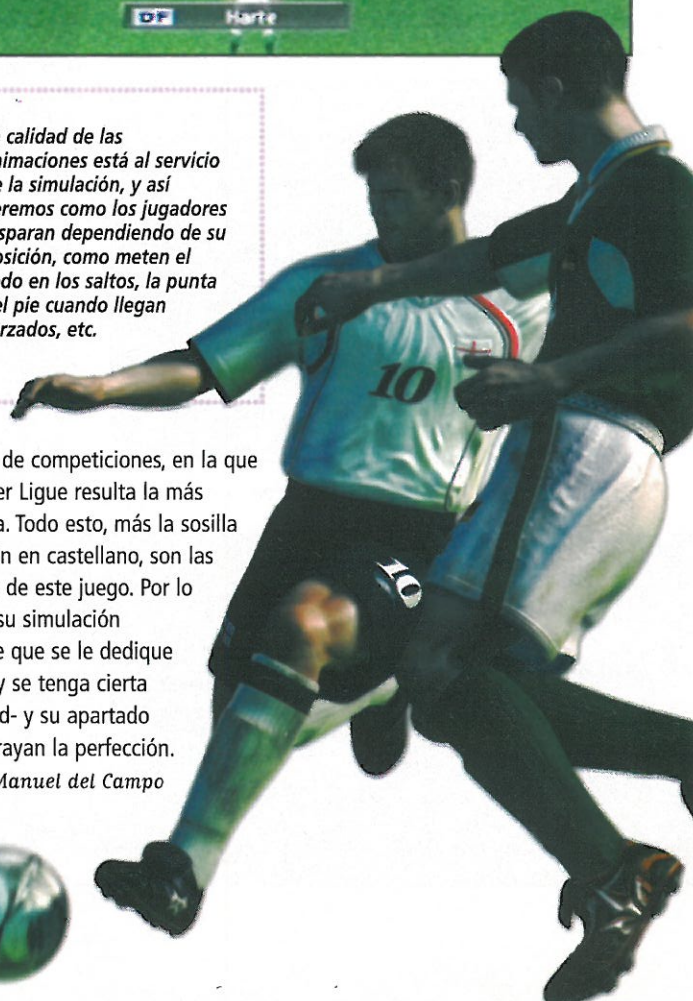 DF Harte
calidad de las
imaciones está al servicio
la simulación, y así
remos como los jugadores
sparan dependiendo de su
sición, como meten el
do en los saltos, la punta
el pie cuando llegan
rzados, etc.
de competiciones, en la que
er Ligue resulta la más
a. Todo esto, más la sosilla
n en castellano, son las
de este juego. Por lo
su simulación
e que se le dedique
y se tenga cierta
d- y su apartado
rayan la perfección.
Manuel del Campo
10
10